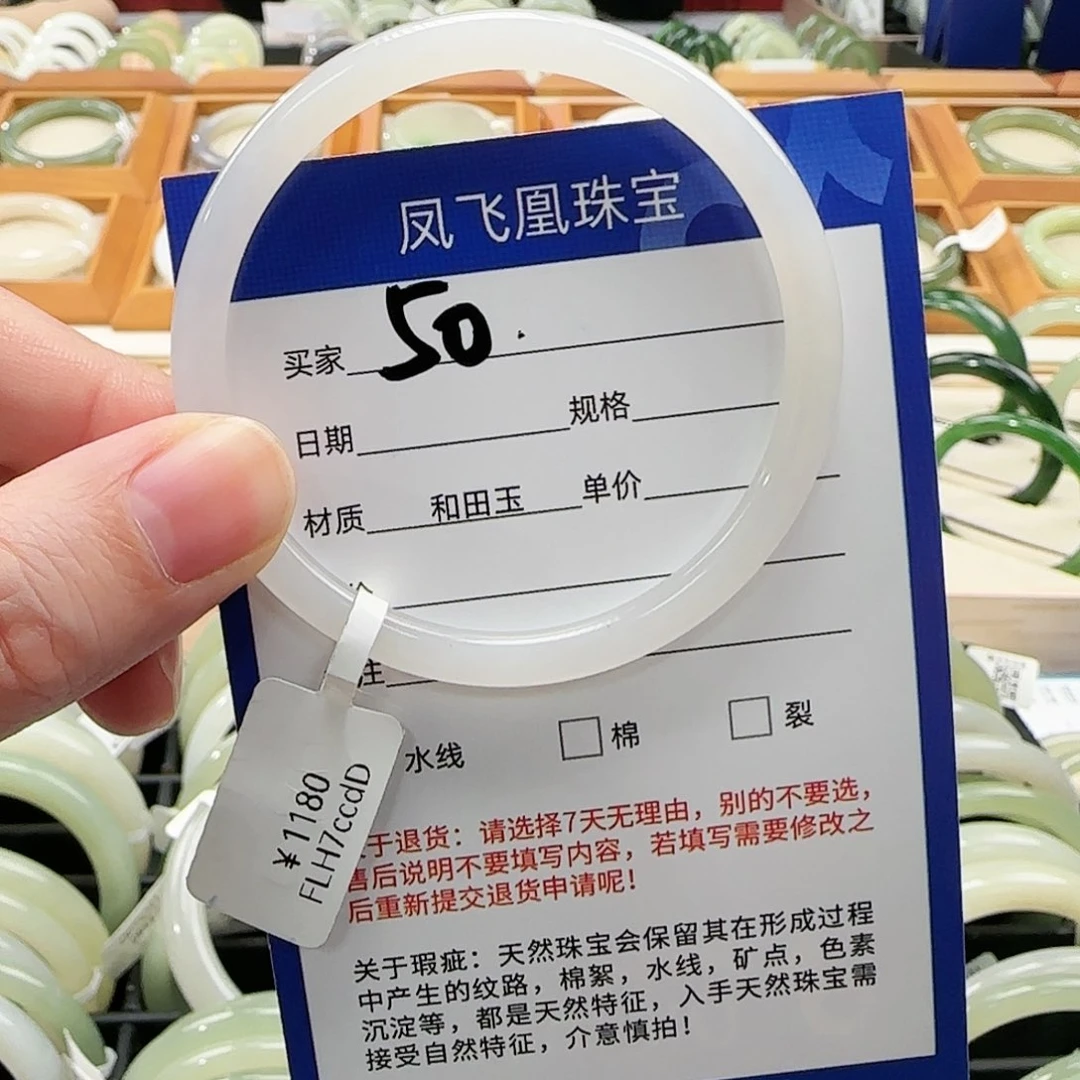 凤飞凰珠宝
买家 50.
日期 规格
材质 和田玉 单价
注
水线 棉 裂
于退货：请选择7天无理由，别的不要选，
售后说明不要填写内容，若填写需要修改之
后重新提交退货申请呢！
关于瑕疵：天然珠宝会保留其在形成过程
中产生的纹路，棉絮，水线，矿点，色素
沉淀等，都是天然特征，入手天然珠宝需
接受自然特征，介意慎拍！
¥1180
FLH7ccdD